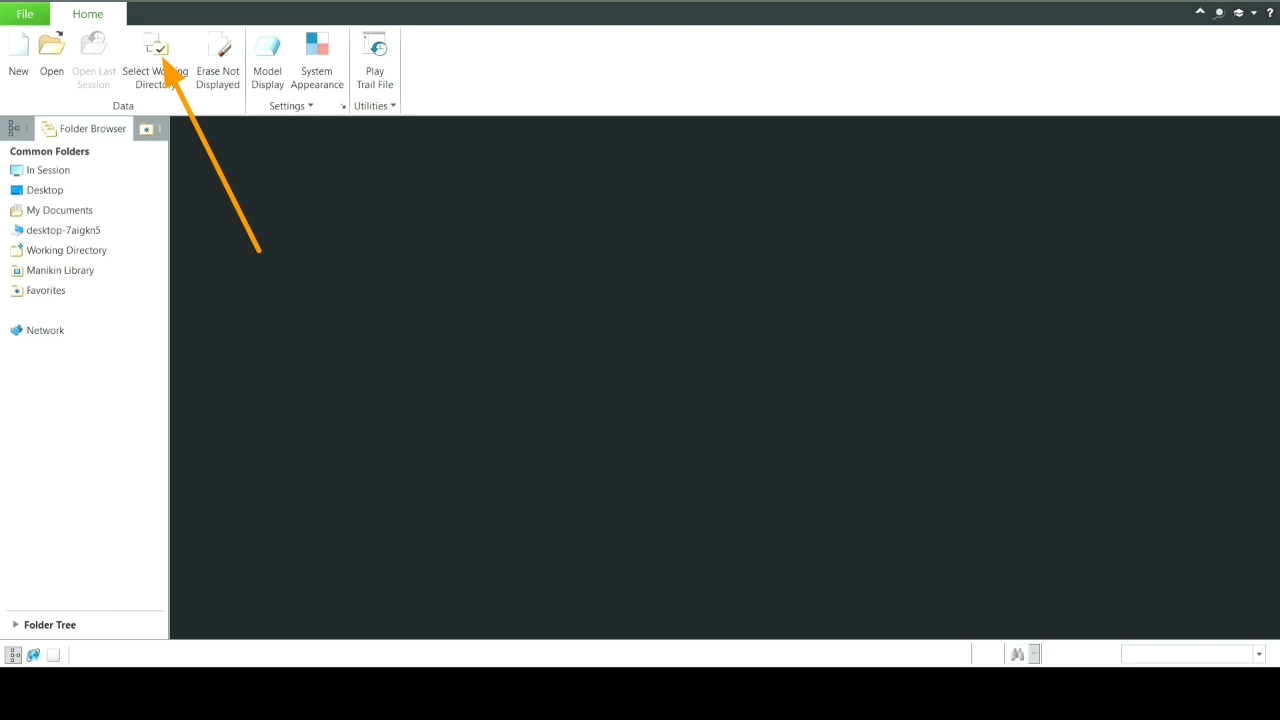 File
Home
?
New
Open
Open Last
Session
Select Working
Directory
Erase Not
Displayed
Model
Display
System
Appearance
Play
Trail File
Data
Settings
Utilities
Folder Browser
Common Folders
In Session
Desktop
My Documents
desktop-7aigkn5
Working Directory
Manikin Library
Favorites
Network
Folder Tree